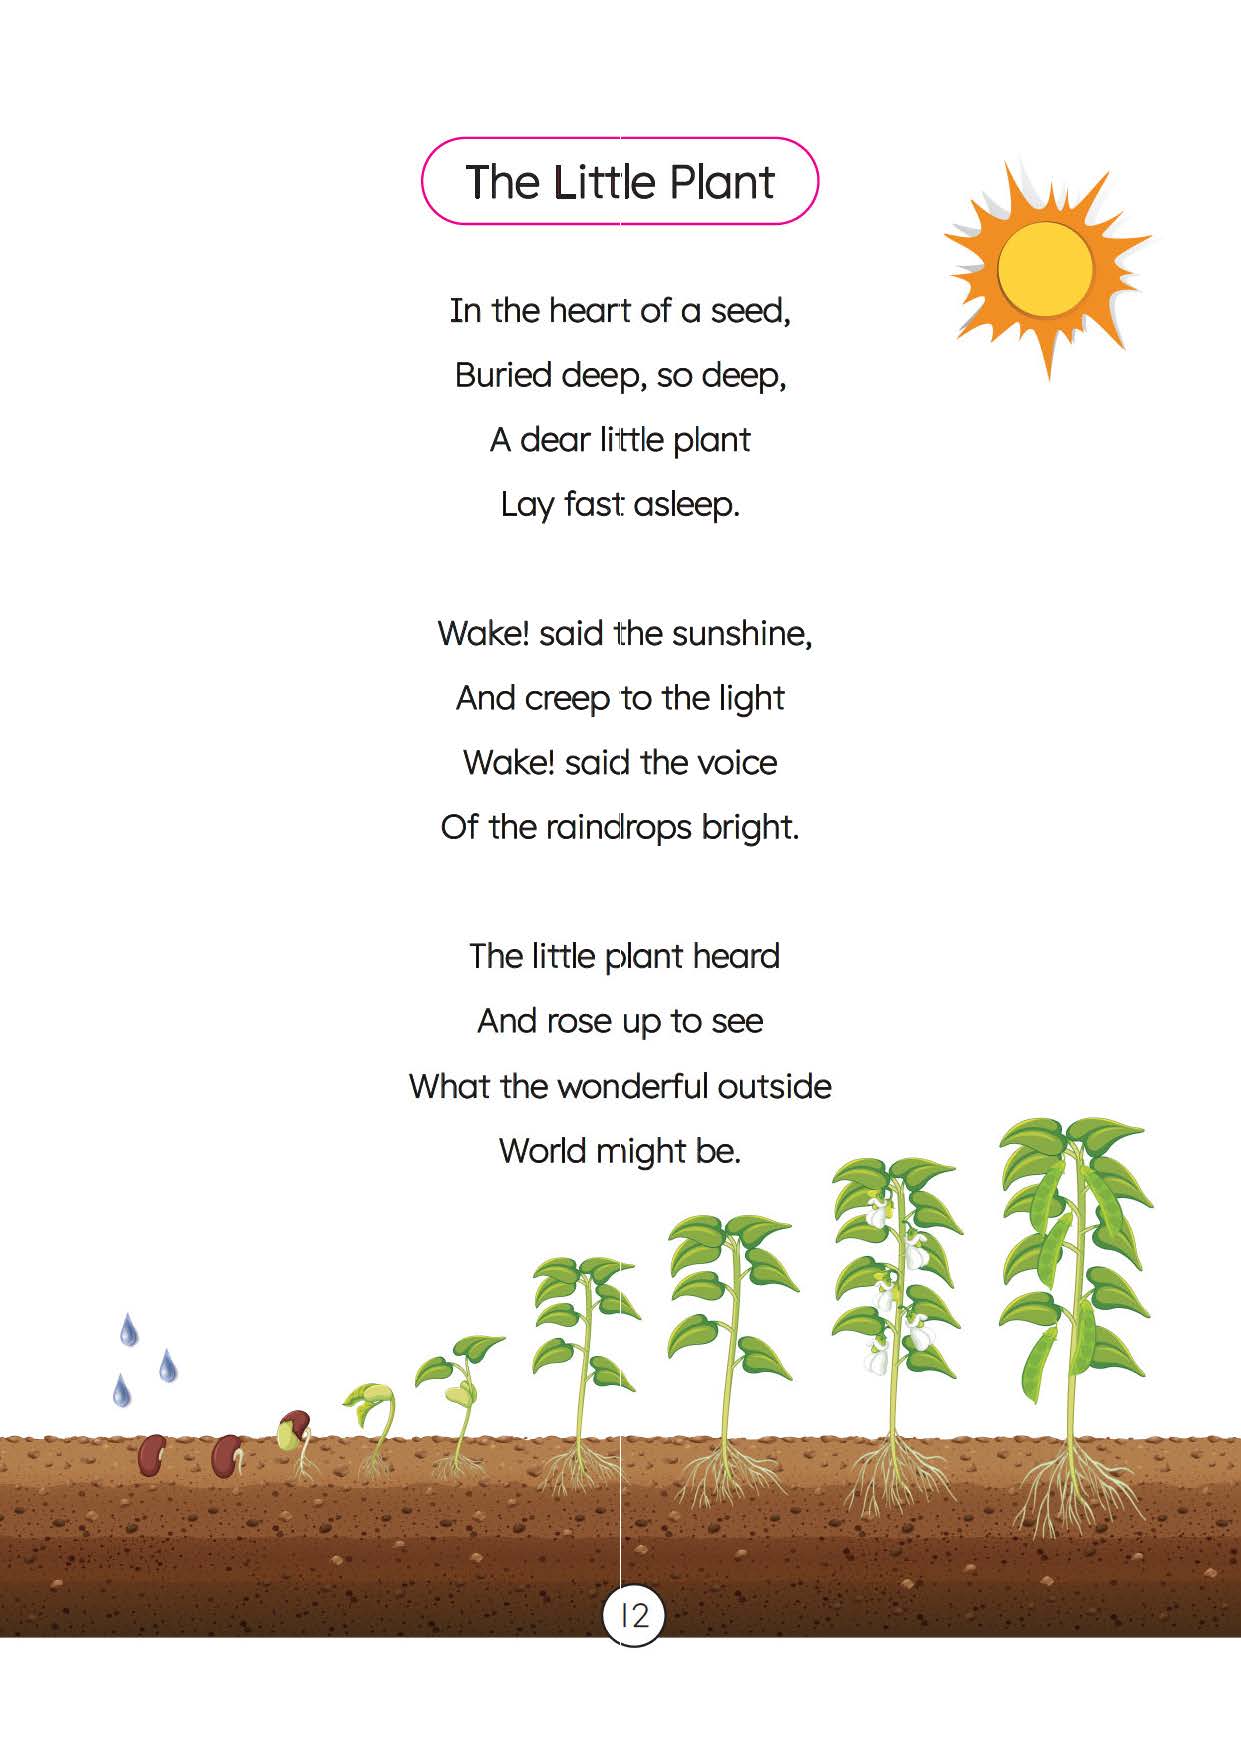 The Little Plant
In the heart of a seed,
Buried deep, so deep,
A dear little plant
Lay fast asleep.
Wake! said the sunshine,
And creep to the light
Wake! said the voice
Of the raindrops bright.
The little plant heard
And rose up to see
What the wonderful outside
World might be.
12